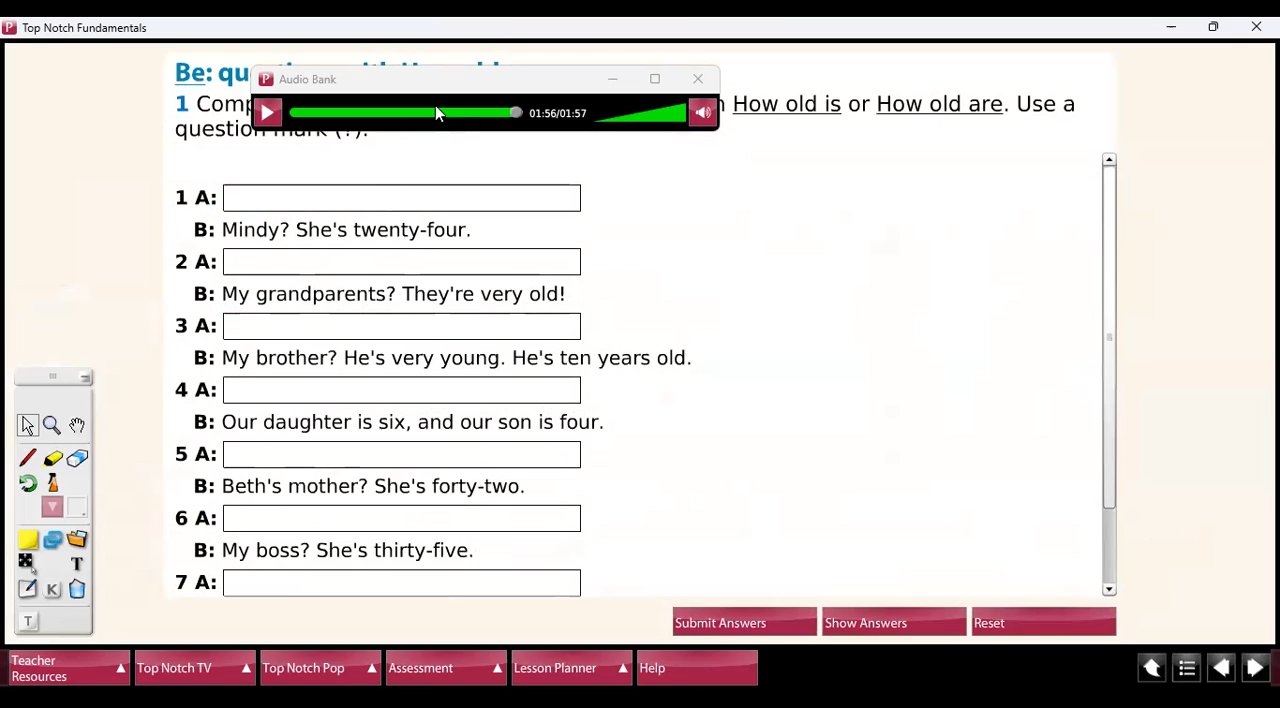 Top Notch Fundamentals
Be: qu
Audio Bank
01:56/01:57
1 Comp
How old is or How old are. Use a
question mark (?).
1 A:
B: Mindy? She's twenty-four.
2 A:
B: My grandparents? They're very old!
3 A:
B: My brother? He's very young. He's ten years old.
4 A:
B: Our daughter is six, and our son is four.
5 A:
B: Beth's mother? She's forty-two.
6 A:
B: My boss? She's thirty-five.
7 A:
T
K
T
Submit Answers
Show Answers
Reset
Teacher
Resources
Top Notch TV
Top Notch Pop
Assessment
Lesson Planner
Help